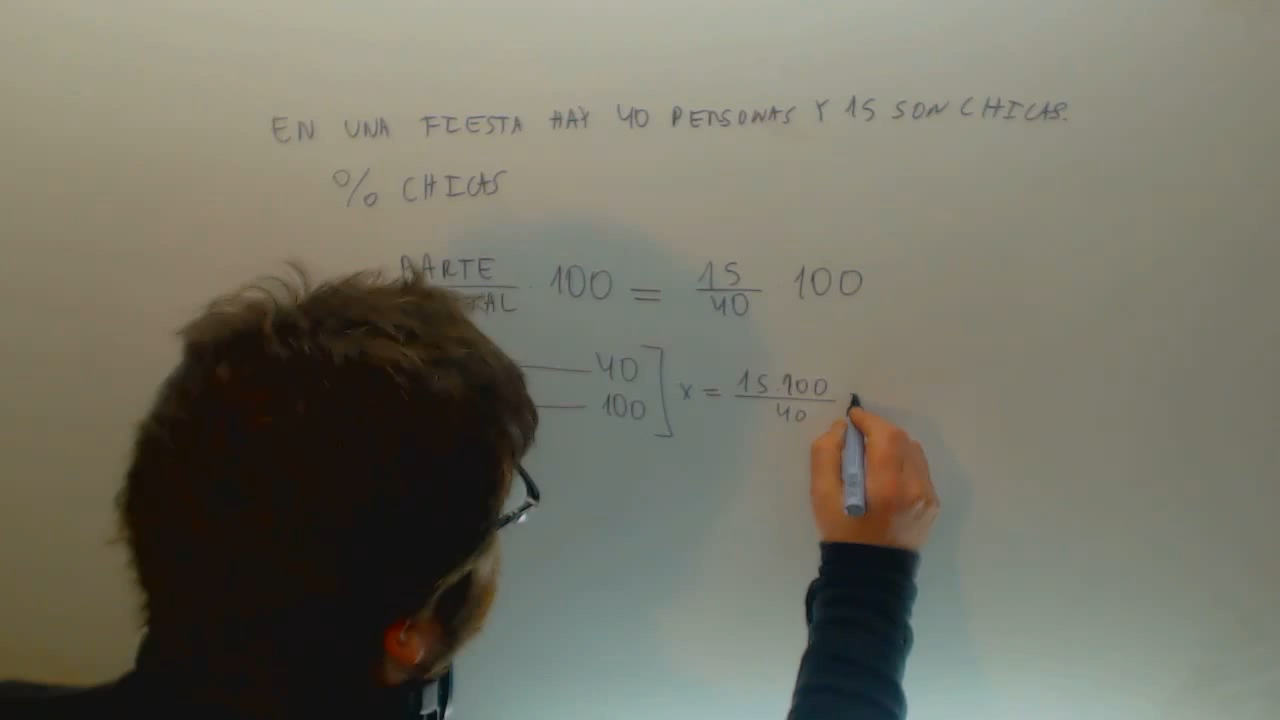 EN UNA FIESTA HAY 40 PERSONAS Y 15 SON CHICAS.
% CHICAS
PARTE 100 = 15/40 100
40
100 ] x = 15.100/40